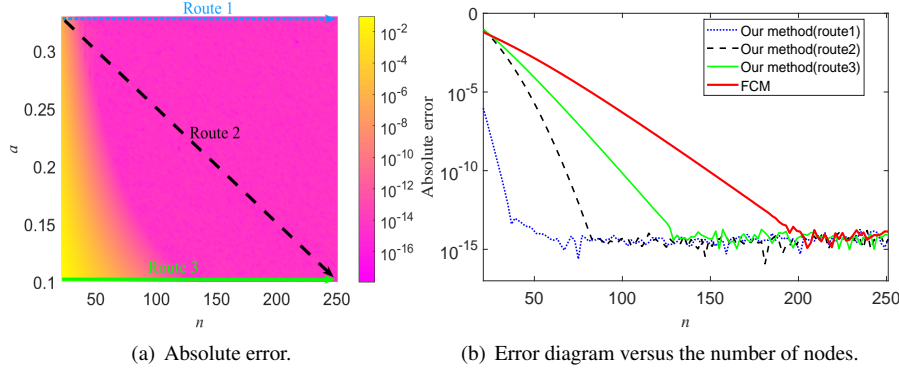 Route 1
Route 2
Route 3
0.3
0.25
0.2
0.15
0.1
a
50
100
150
200
250
n
10^-2
10^-4
10^-6
10^-8
10^-10
10^-12
10^-14
10^-16
Absolute error
(a) Absolute error.
Our method(route1)
Our method(route2)
Our method(route3)
FCM
0
10^-5
10^-10
10^-15
Absolute error
50
100
150
200
250
n
(b) Error diagram versus the number of nodes.